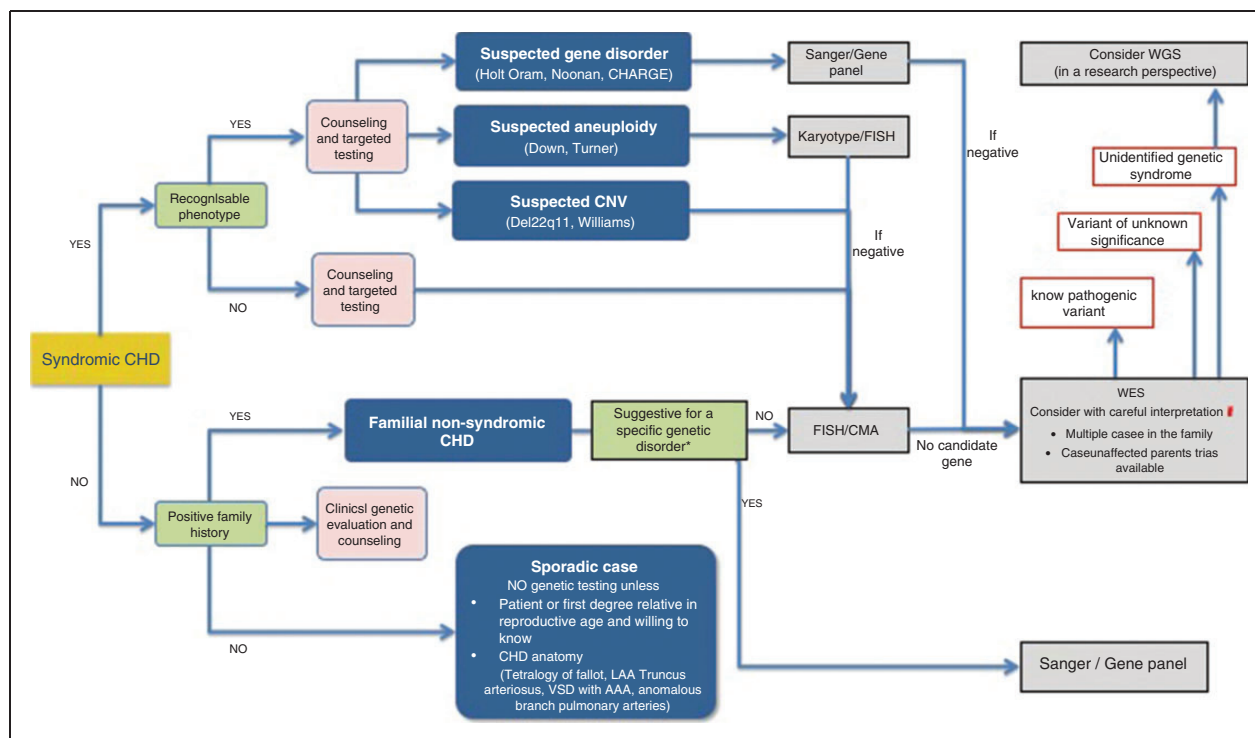 Suspected gene disorder
(Holt Oram, Noonan, CHARGE)
Sanger/Gene
panel
Consider WGS
(in a research perspective)
YES
Counseling
and targeted
testing
Suspected aneuploidy
(Down, Turner)
Karyotype/FISH
If
negative
Unidentified genetic
syndrome
Recognlsable
phenotype
YES
Suspected CNV
(Del22q11, Williams)
If
negative
Variant of unknown
significance
NO
Counseling
and targeted
testing
know pathogenic
variant
Syndromic CHD
YES
Familial non-syndromic
CHD
Suggestive for a
specific genetic
disorder*
NO
FISH/CMA
No candidate
gene
WES
Consider with careful interpretation
• Multiple casee in the family
• Caseunaffected parents trias
available
NO
YES
Positive family
history
Clinicsl genetic
evaluation and
counseling
NO
Sporadic case
NO genetic testing unless
• Patient or first degree relative in
reproductive age and willing to
know
• CHD anatomy
(Tetralogy of fallot, LAA Truncus
arteriosus, VSD with AAA, anomalous
branch pulmonary arteries)
Sanger / Gene panel